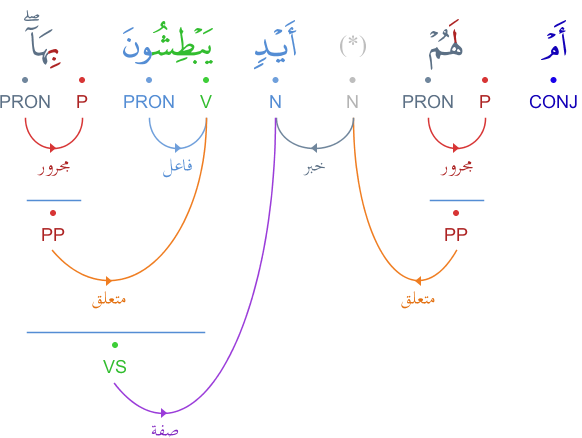 أَمْ لَهُمْ (*) أَيْدٍ يَبْطِشُونَ بِهَآ ۖ
CONJ P PRON N N V PRON P PRON
مجرور خبر فاعل مجرور
PP PP
متعلق متعلق
VS
صفة